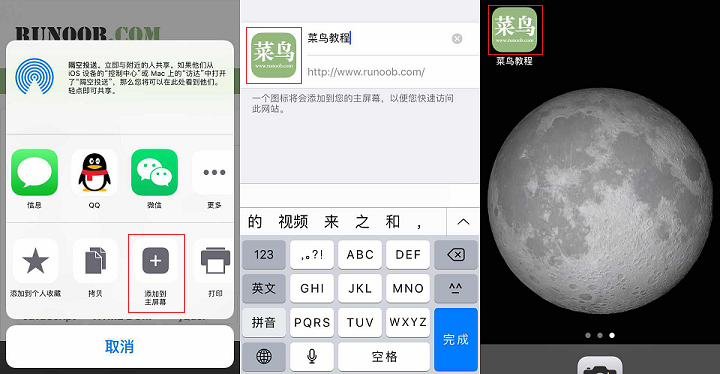 RUNOOB.COM
隔空投送。立即与附近的人共享。如果他们从
iOS 设备的“控制中心”或 Mac 上的“访达”中打开
了“隔空投送”,那么您将可以在此处看到他们。
轻点即可共享。
信息
QQ
微信
更多
添加到个人收藏
拷贝
添加到
主屏幕
打印
取消
菜鸟
www.runoob.com
菜鸟教程
http://www.runoob.com/
一个图标将会添加到您的主屏幕,以便您快速访问
此网站。
的 视频 来 之 和 ,
123
,。?!
ABC
DEF
英文
GHI
JKL
MNO
^^
拼音
PQRS
TUV
WXYZ
完成
空格
菜鸟
菜鸟教程